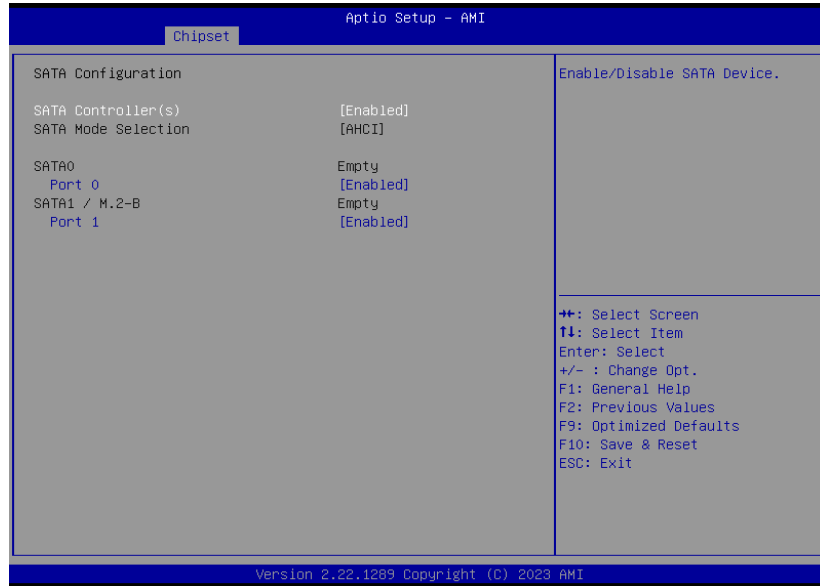 Aptio Setup – AMI
Chipset
SATA Configuration
SATA Controller(s) [Enabled]
SATA Mode Selection [AHCI]
SATA0 Empty
Port 0 [Enabled]
SATA1 / M.2-B Empty
Port 1 [Enabled]
Enable/Disable SATA Device.
→←: Select Screen
↑↓: Select Item
Enter: Select
+/- : Change Opt.
F1: General Help
F2: Previous Values
F9: Optimized Defaults
F10: Save & Reset
ESC: Exit
Version 2.22.1289 Copyright (C) 2023 AMI